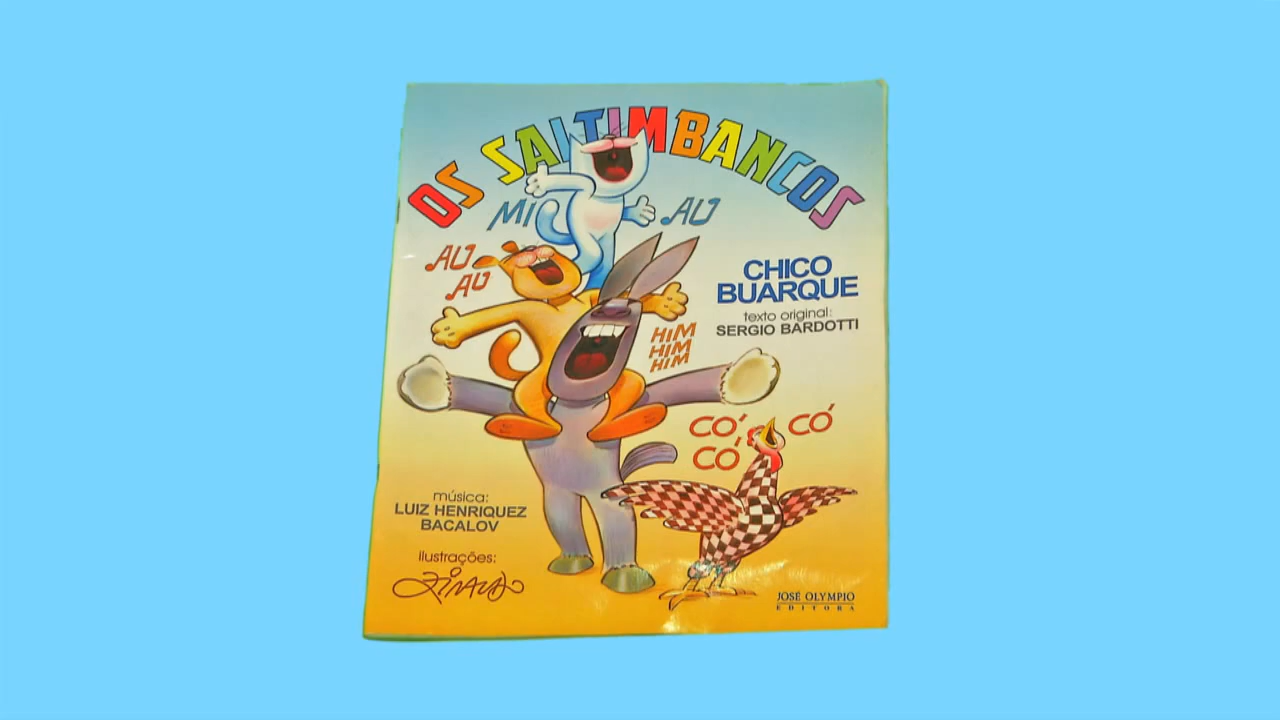 OS SALTIMBANCOS
MI AU
AU
AU
CHICO
BUARQUE
texto original:
SERGIO BARDOTTI
HIM
HIM
HIM
CÓ CÓ
CÓ
música:
LUIZ HENRIQUEZ
BACALOV
ilustrações:
ZIRALDO
JOSÉ OLYMPIO
EDITORA